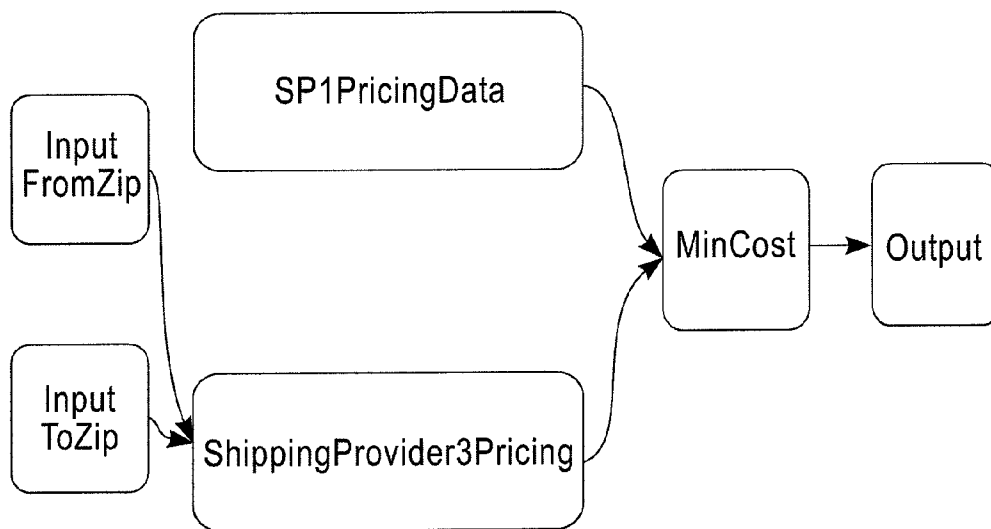 SP1PricingData
Input
FromZip
MinCost
Output
Input
ToZip
ShippingProvider3Pricing